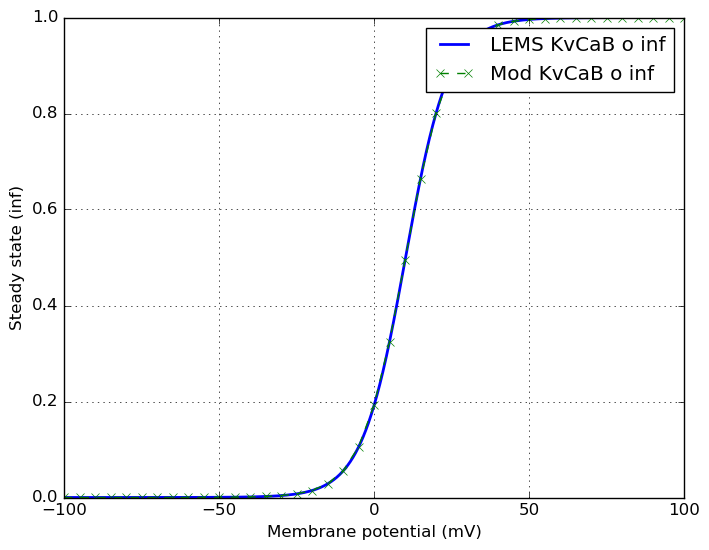 1.0
LEMS KvCaB o inf
Mod KvCaB o inf
0.8
0.6
0.4
0.2
0.0
Steady state (inf)
−100
−50
0
50
100
Membrane potential (mV)